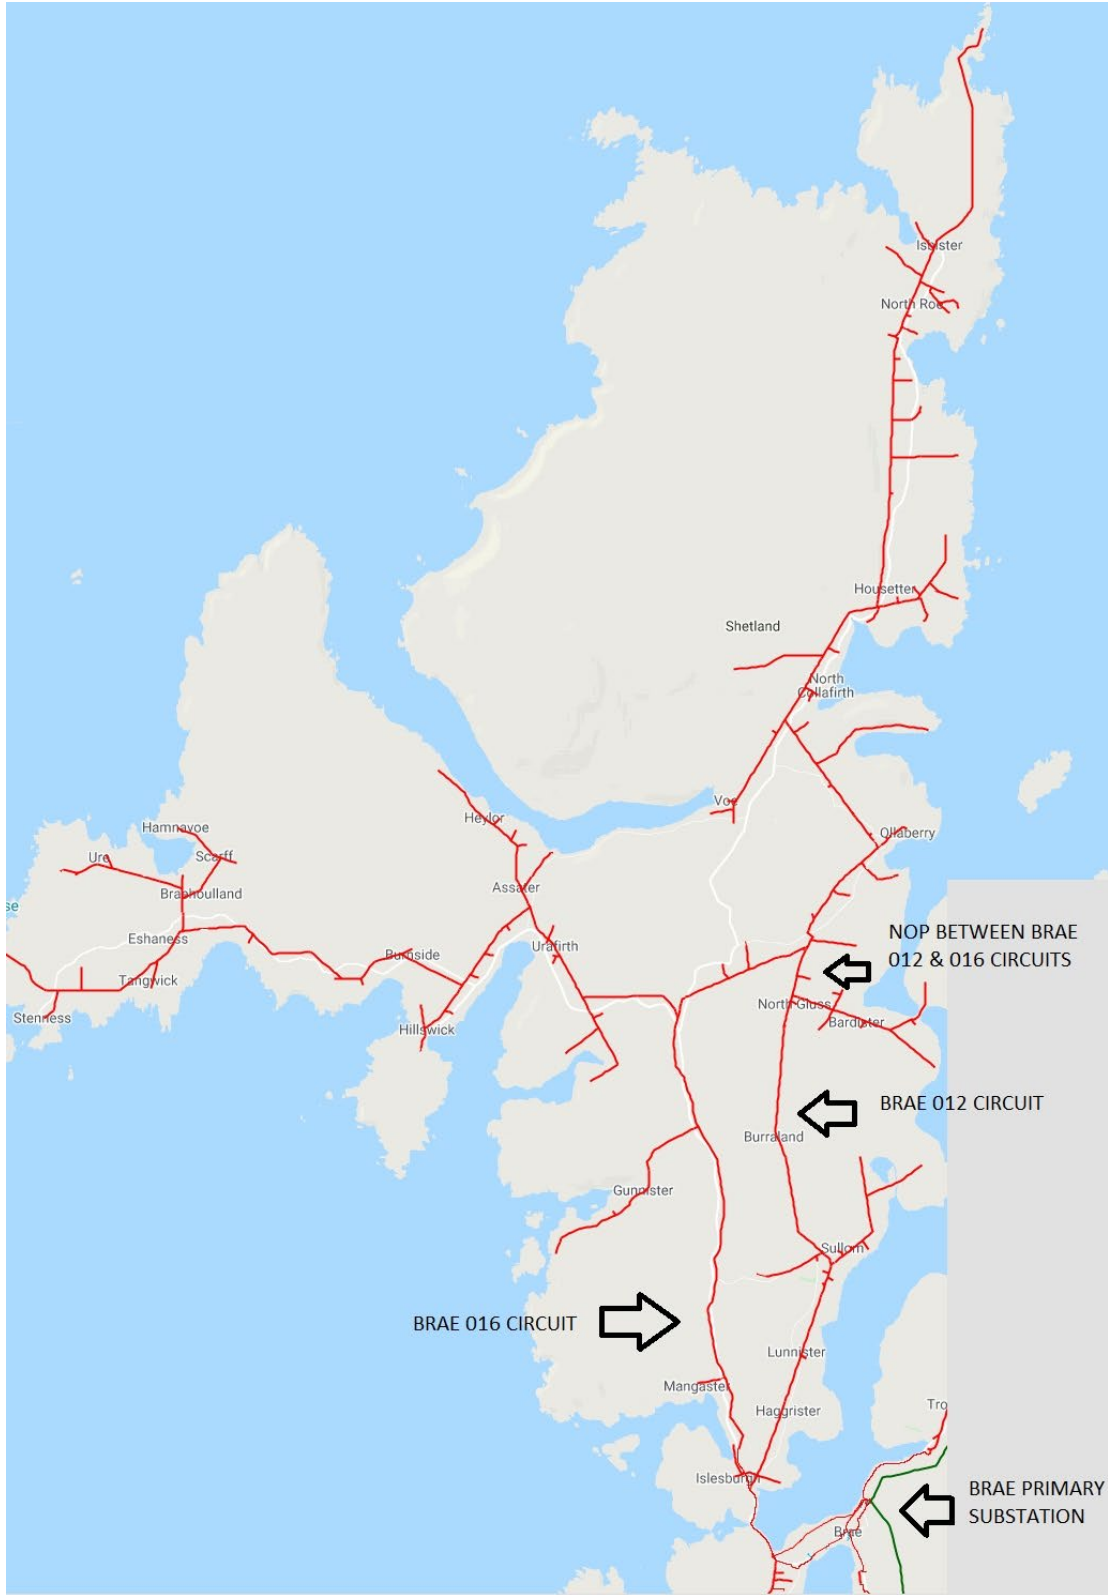 Isbister
North Roe
Housetter
Shetland
North
Collafirth
Voe
Heylor
Hamnavoe
Ollaberry
Ure
Scarff
Assater
Braehoulland
se
Eshaness
Urafirth
Burnside
NOP BETWEEN BRAE
012 & 016 CIRCUITS
Tangwick
North Gluss
Stenness
Bardister
Hillswick
BRAE 012 CIRCUIT
Burraland
Gunnister
Sullom
BRAE 016 CIRCUIT
Lunnister
Mangaster
Tro
Haggrister
Islesburgh
BRAE PRIMARY
SUBSTATION
Brae